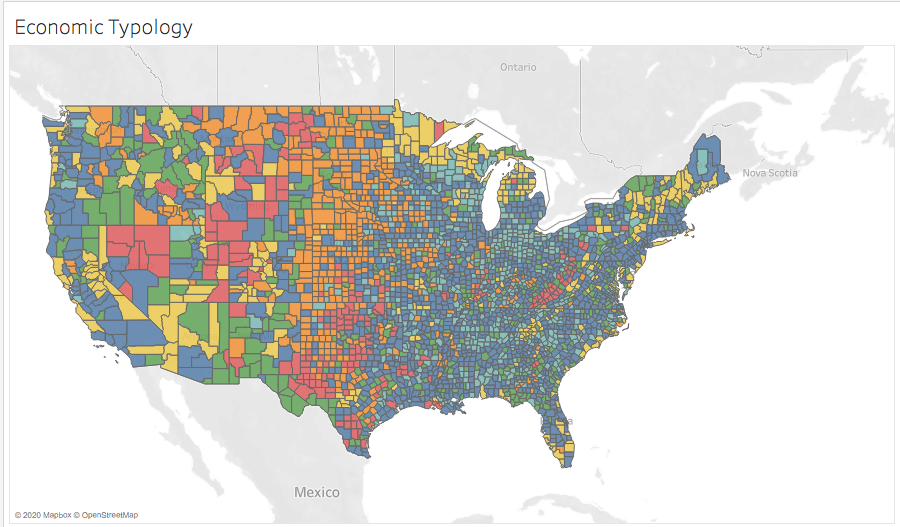 Economic Typology
Ontario
Nova Scotia
Mexico
© 2020 Mapbox © OpenStreetMap